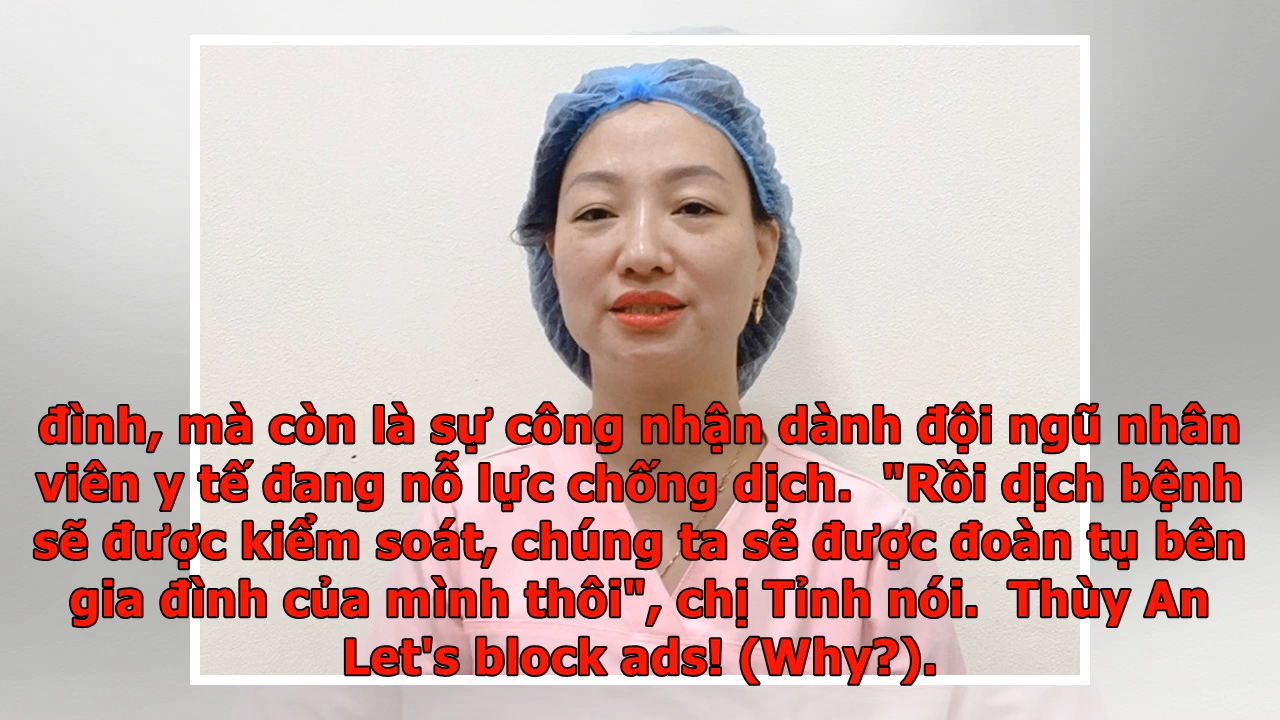 đình, mà còn là sự công nhận dành đội ngũ nhân
viên y tế đang nỗ lực chống dịch.  "Rồi dịch bệnh
sẽ được kiểm soát, chúng ta sẽ được đoàn tụ bên
gia đình của mình thôi", chị Tỉnh nói.  Thùy An
Let's block ads! (Why?).